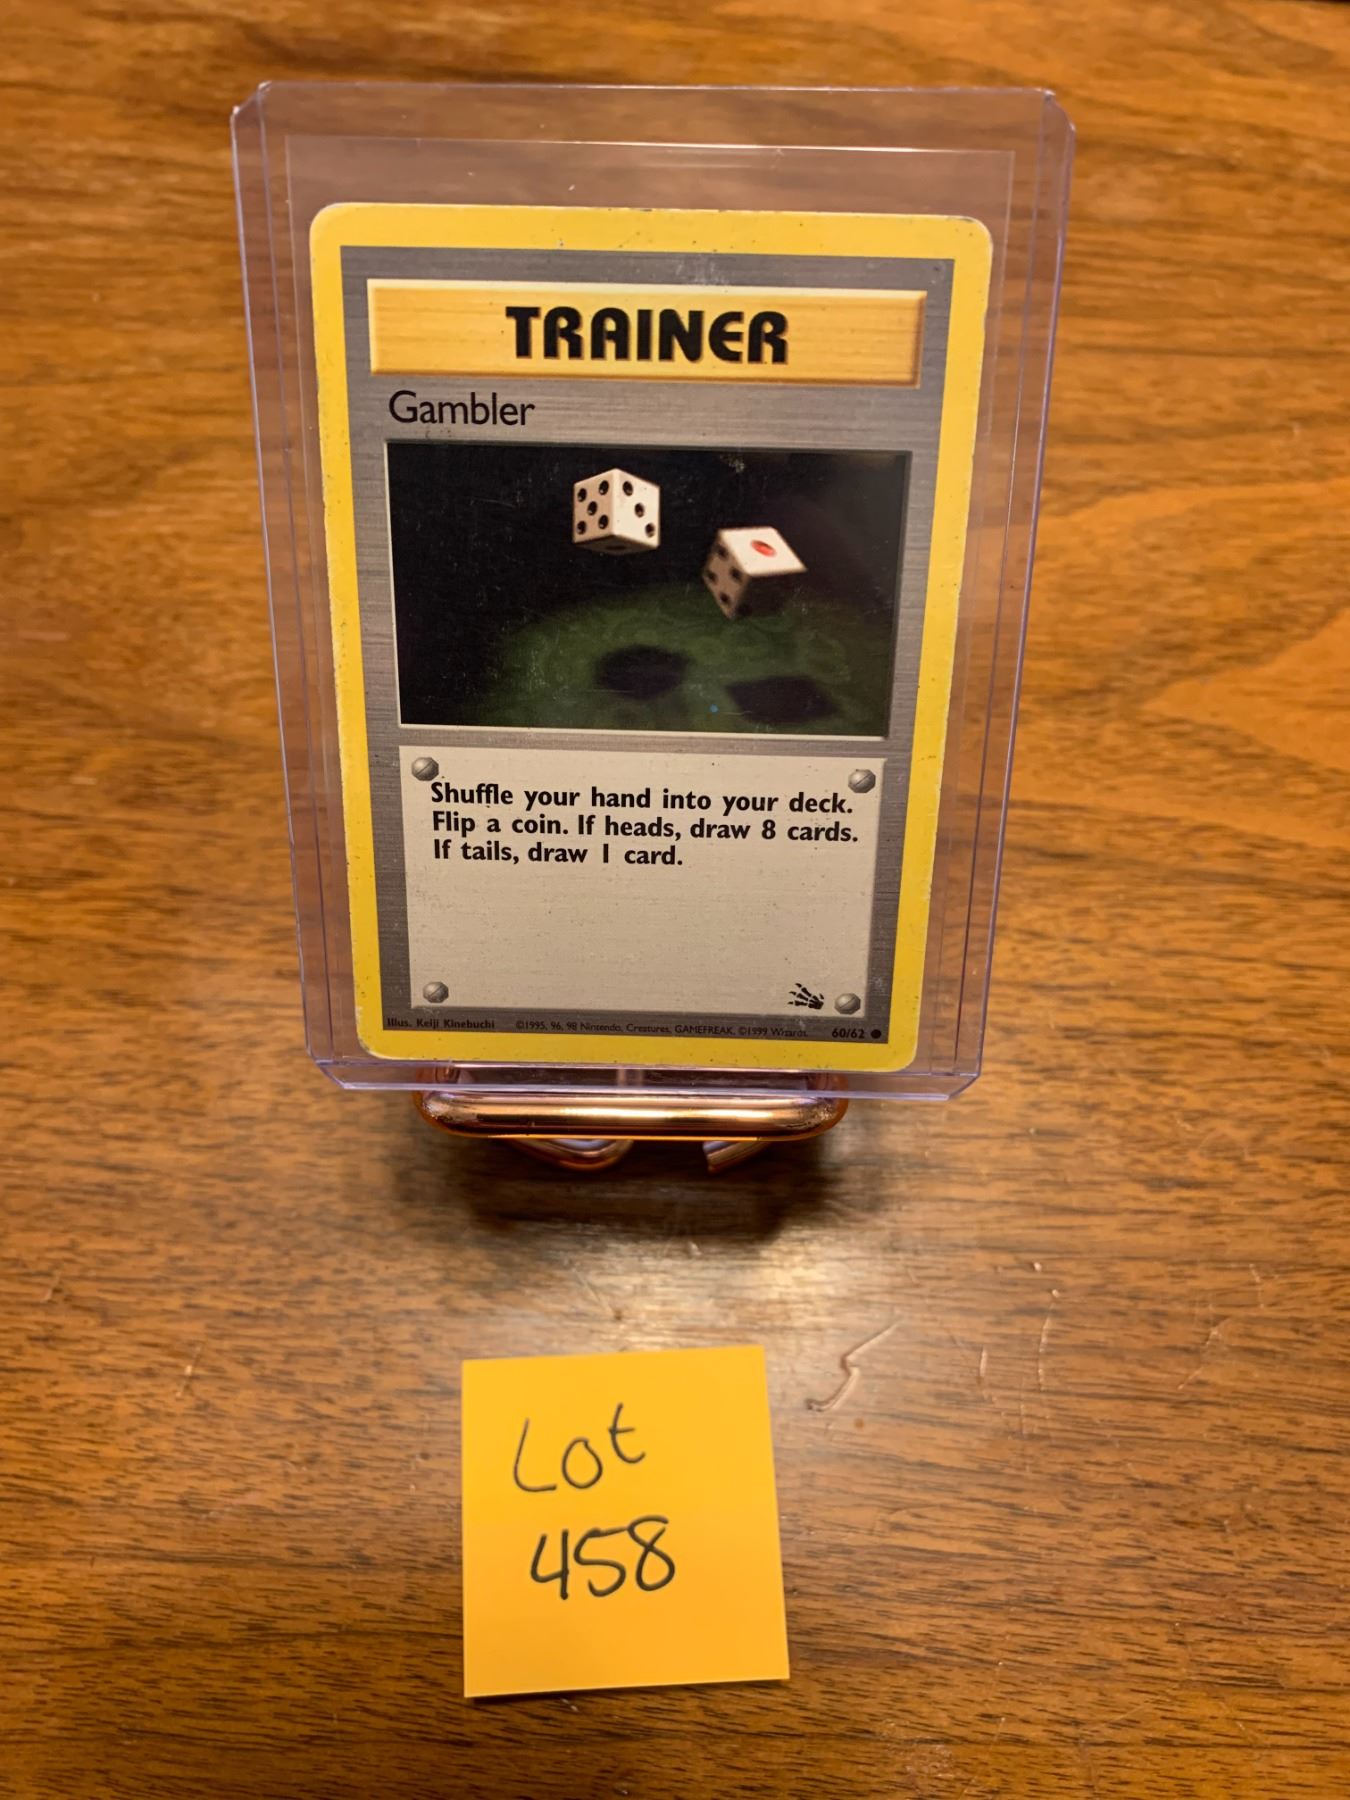 TRAINER
Gambler
Shuffle your hand into your deck.
Flip a coin. If heads, draw 8 cards.
If tails, draw 1 card.
Illus. Keiji Kinebuchi ©1995, 96, 98 Nintendo, Creatures, GAMEFREAK. ©1999 Wizards. 60/62
Lot
458